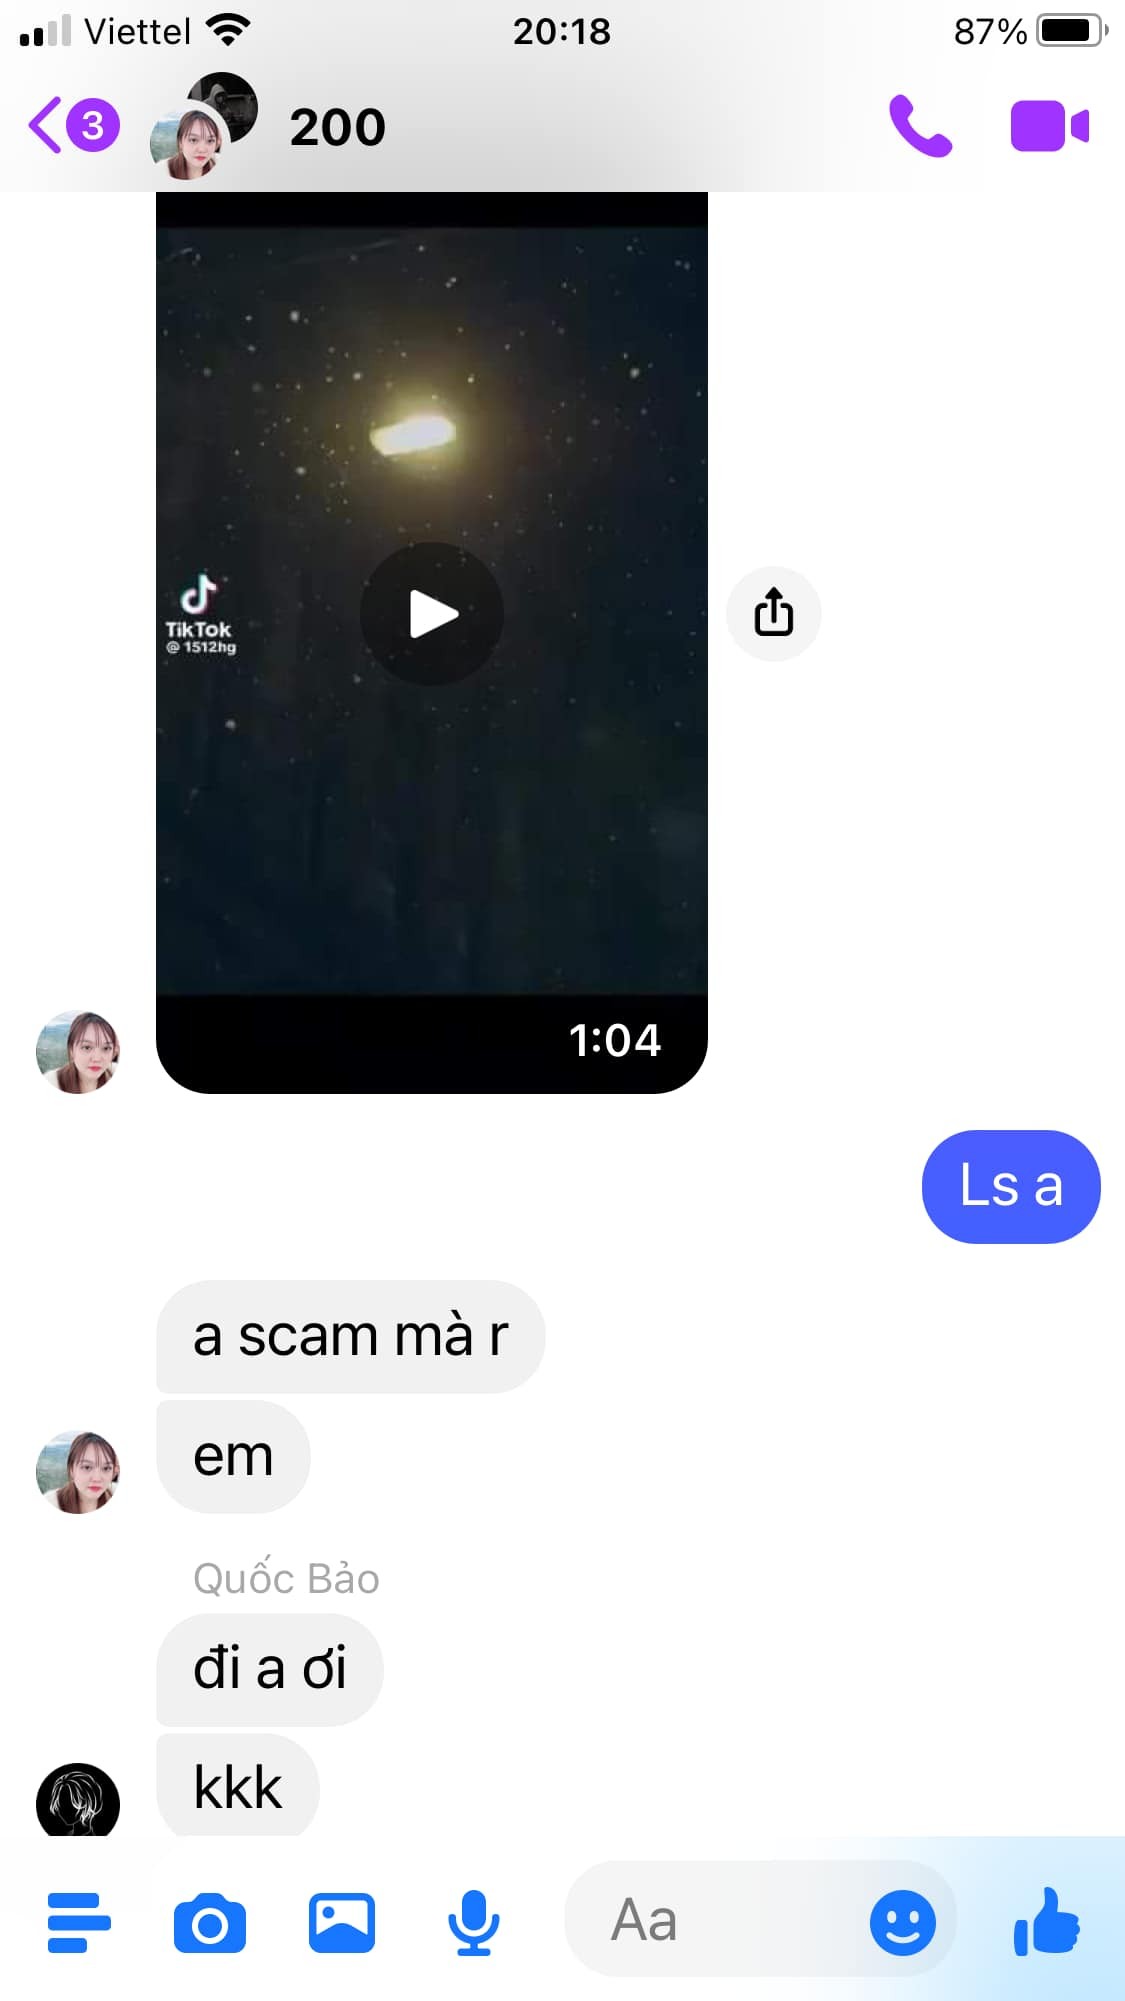 Viettel 20:18 87%
3 200
TikTok
@ 1512hg
1:04
Ls a
a scam mà r
em
Quốc Bảo
đi a ơi
kkk
Aa